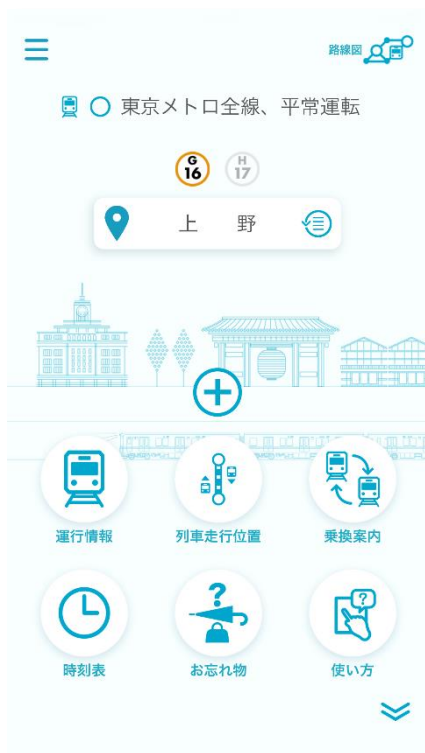 路線図
東京メトロ全線、平常運転
G
16
H
17
上 野
運行情報
列車走行位置
乗換案内
?
?
時刻表
お忘れ物
使い方